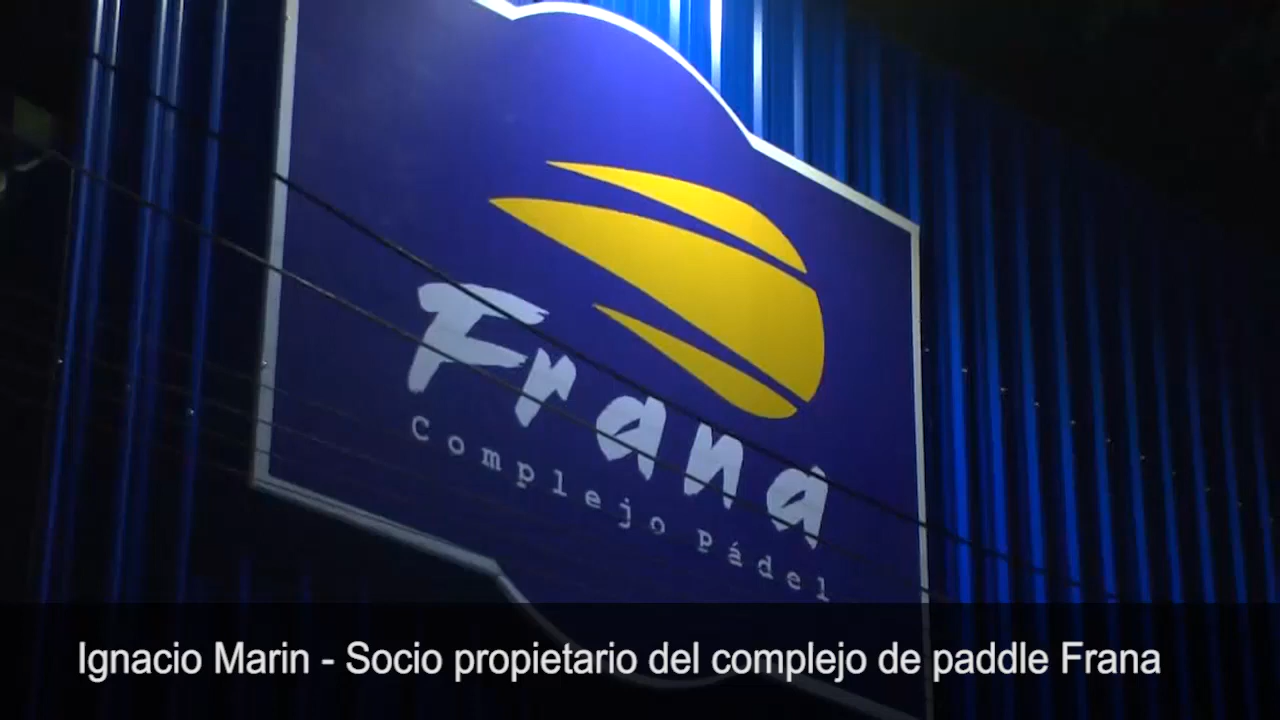 Frana
Complejo pádel
Ignacio Marin - Socio propietario del complejo de paddle Frana